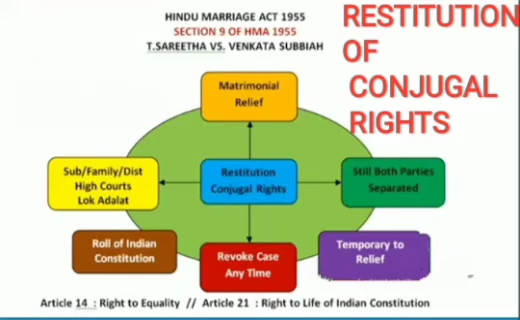 HINDU MARRIAGE ACT 1955
SECTION 9 OF HMA 1955
T.SAREETHA VS. VENKATA SUBBIAH
RESTITUTION
OF
CONJUGAL
RIGHTS
Matrimonial
Relief
Sub/Family/Dist
High Courts
Lok Adalat
Restitution
Conjugal Rights
Still Both Parties
Separated
Roll of Indian
Constitution
Revoke Case
Any Time
Temporary to
Relief
Article 14 : Right to Equality // Article 21 : Right to Life of Indian Constitution